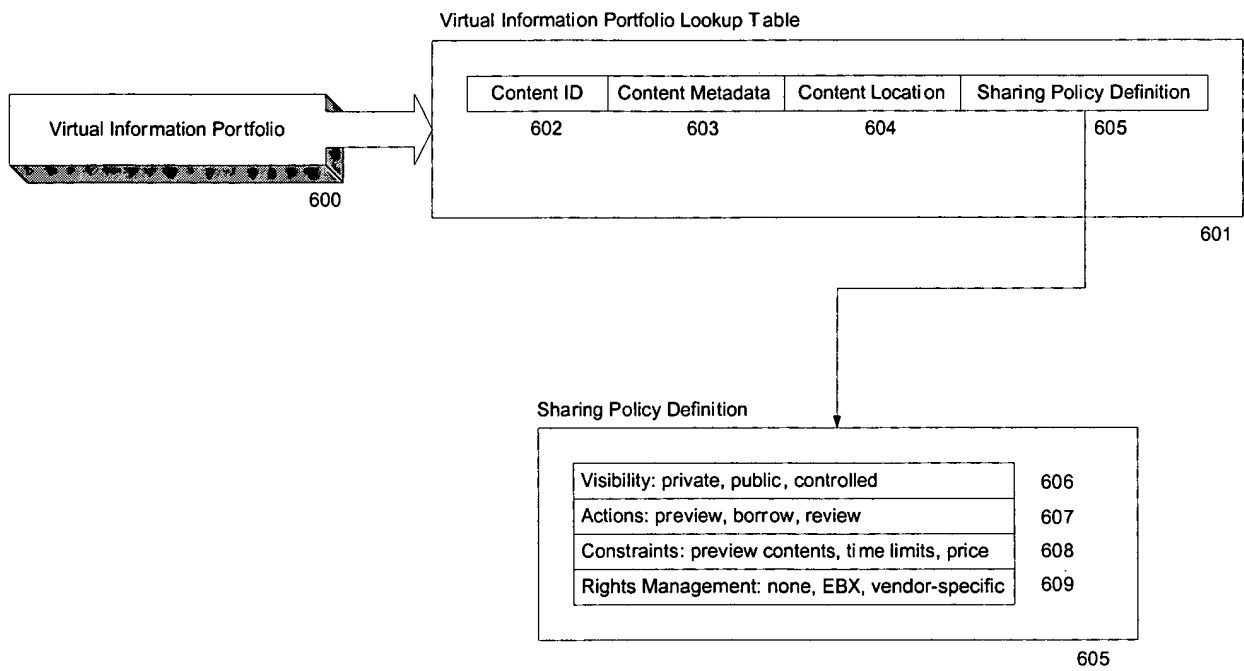 Virtual Information Portfolio Lookup Table
Content ID Content Metadata Content Location Sharing Policy Definition
602 603 604 605
Virtual Information Portfolio
600
601
Sharing Policy Definition
Visibility: private, public, controlled 606
Actions: preview, borrow, review 607
Constraints: preview contents, time limits, price 608
Rights Management: none, EBX, vendor-specific 609
605